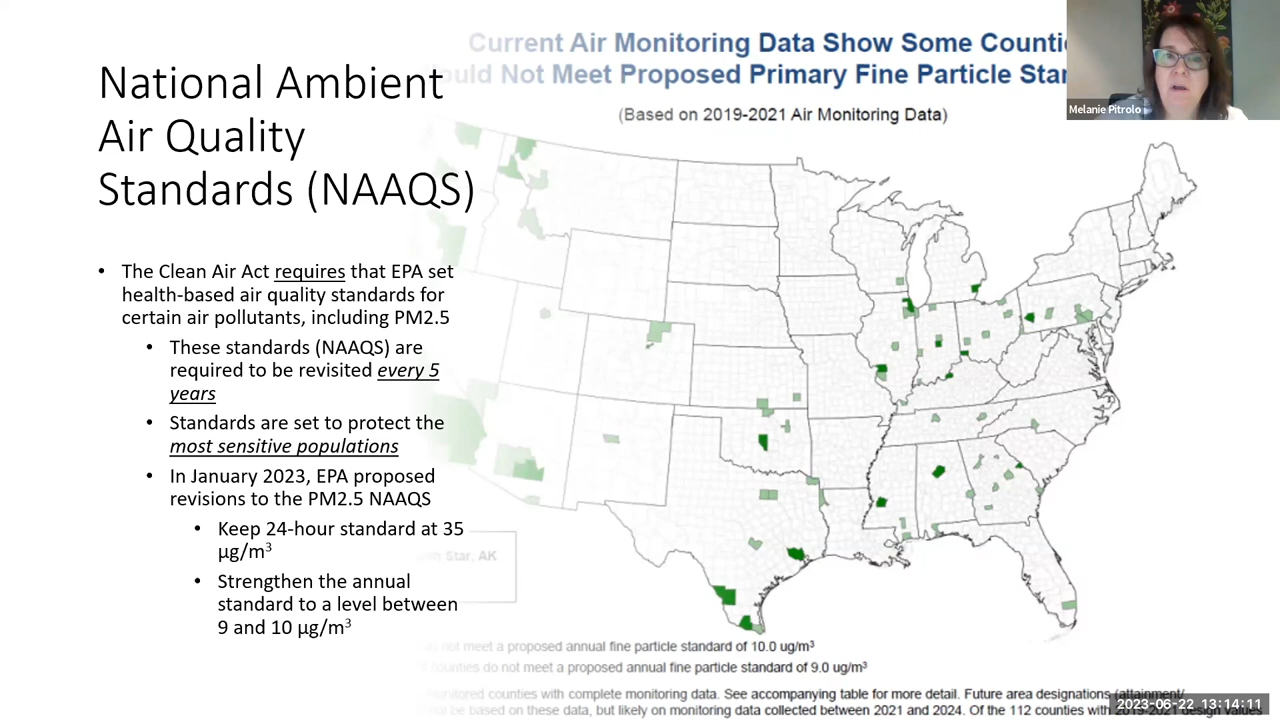 National Ambient
Air Quality
Standards (NAAQS)
• The Clean Air Act requires that EPA set
health-based air quality standards for
certain air pollutants, including PM2.5
• These standards (NAAQS) are
required to be revisited every 5
years
• Standards are set to protect the
most sensitive populations
• In January 2023, EPA proposed
revisions to the PM2.5 NAAQS
• Keep 24-hour standard at 35
µg/m³
• Strengthen the annual
standard to a level between
9 and 10 µg/m³
Current Air Monitoring Data Show Some
Not Meet Proposed Primary Fine Particle
(Based on 2019-2021 Air Monitoring Data)
Melanie Pitrolo
Star, AK
not meet a proposed annual fine particle standard of 10.0 ug/m³
counties do not meet a proposed annual fine particle standard of 9.0 ug/m³
counties with complete monitoring data. See accompanying table for more detail. Future area designations (attainment/
be based on these data, but likely on monitoring data collected between 2021 and 2024. Of the 112 counties with 2019-2021 design values
2023-06-22 13:14:11